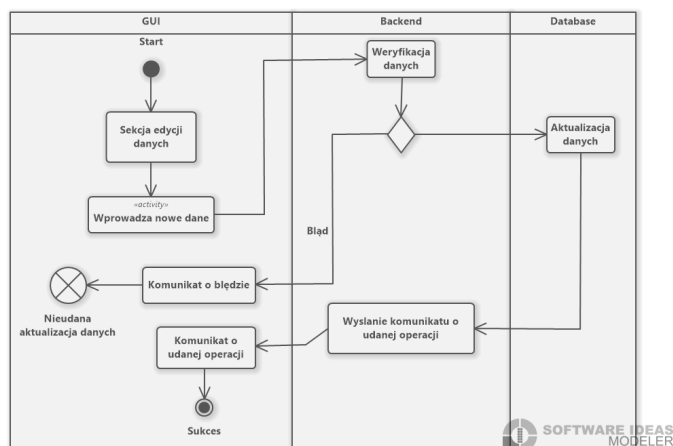 GUI
Backend
Database
Start
Weryfikacja
danych
Sekcja edycji
danych
Aktualizacja
danych
«activity»
Wprowadza nowe dane
Błąd
Komunikat o błędzie
Nieudana
aktualizacja danych
Wyslanie komunikatu o
udanej operacji
Komunikat o
udanej operacji
Sukces
SOFTWARE IDEAS
MODELER